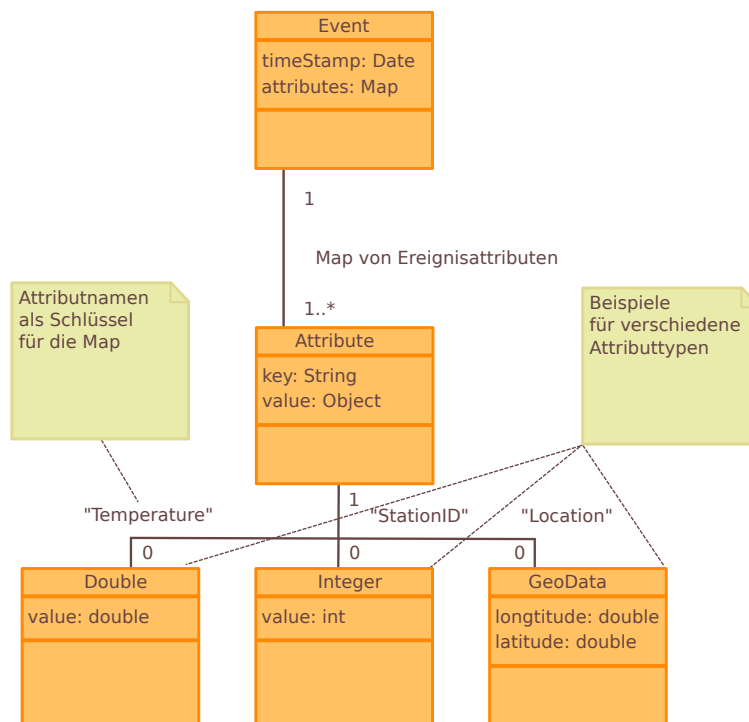 Event
timeStamp: Date
attributes: Map
1
Map von Ereignisattributen
1..*
Attributnamen
als Schlüssel
für die Map
Beispiele
für verschiedene
Attributtypen
Attribute
key: String
value: Object
1
"Temperature"
"StationID"
"Location"
0
0
0
Double
value: double
Integer
value: int
GeoData
longtitude: double
latitude: double